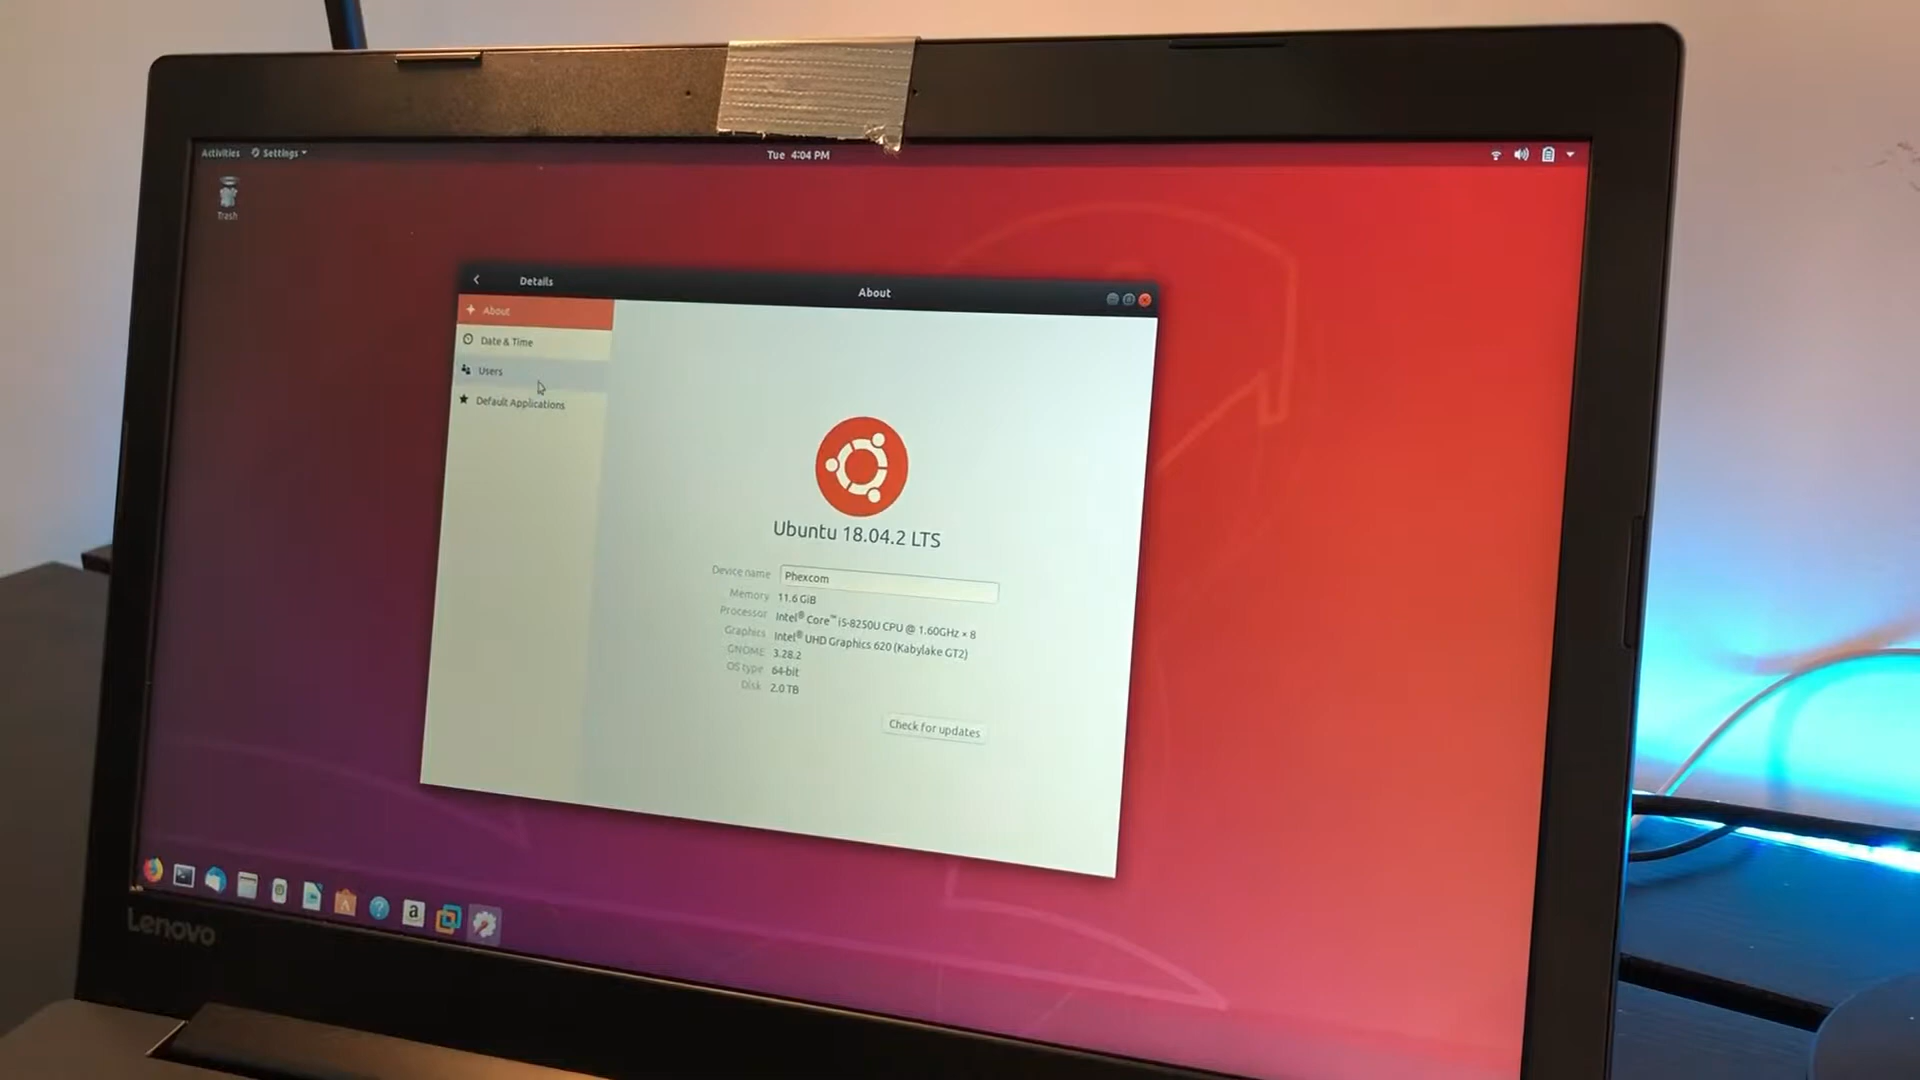 Activities Settings
Tue 4:04 PM
Trash
Details
About
About
Date & Time
Users
Default Applications
Ubuntu 18.04.2 LTS
Device name Phexcom
Memory 11.6 GiB
Processor Intel® Core™ i5-8250U CPU @ 1.60GHz × 8
Graphics Intel® UHD Graphics 620 (Kabylake GT2)
GNOME 3.28.2
OS type 64-bit
Disk 2.0 TB
Check for updates
Lenovo